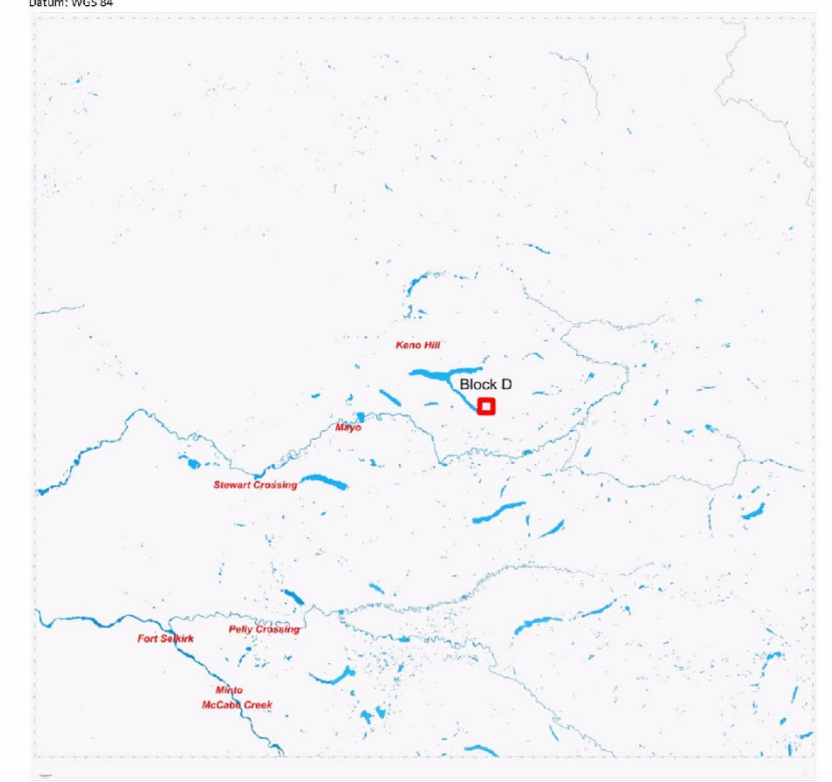 Datum: WGS 84
Keno Hill
Block D
Mayo
Stewart Crossing
Pelly Crossing
Fort Selkirk
Minto
McCabe Creek